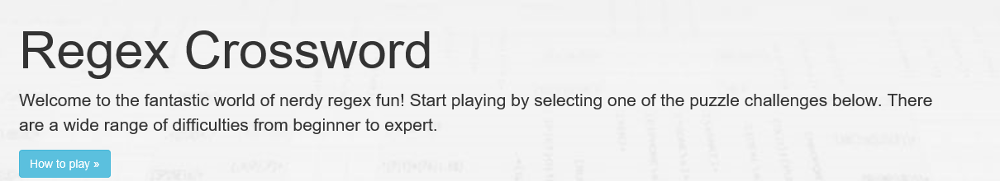 Regex Crossword
Welcome to the fantastic world of nerdy regex fun! Start playing by selecting one of the puzzle challenges below. There
are a wide range of difficulties from beginner to expert.
How to play »